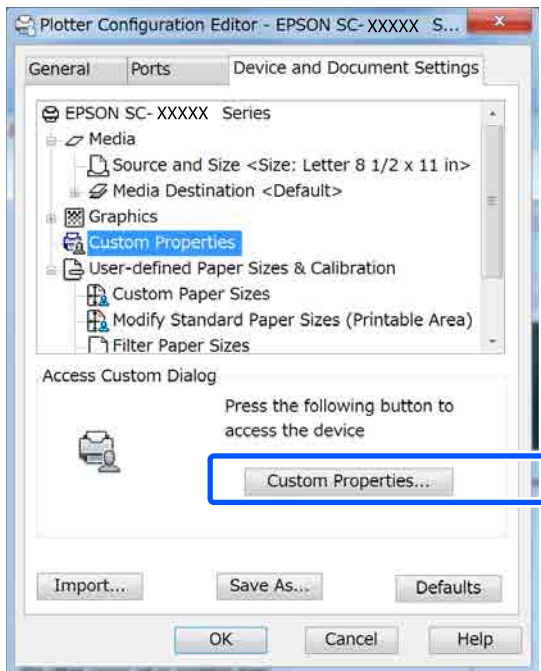 Plotter Configuration Editor - EPSON SC- XXXXX S...
General Ports Device and Document Settings
EPSON SC- XXXXX Series
Media
Source and Size <Size: Letter 8 1/2 x 11 in>
Media Destination <Default>
Graphics
Custom Properties
User-defined Paper Sizes & Calibration
Custom Paper Sizes
Modify Standard Paper Sizes (Printable Area)
Filter Paper Sizes
Access Custom Dialog
Press the following button to
access the device
Custom Properties...
Import... Save As... Defaults
OK Cancel Help